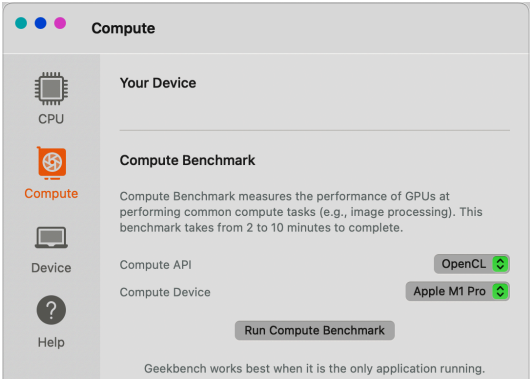 Compute
CPU
Compute
Device
Help
Your Device
Compute Benchmark
Compute Benchmark measures the performance of GPUs at
performing common compute tasks (e.g., image processing). This
benchmark takes from 2 to 10 minutes to complete.
Compute API OpenCL
Compute Device Apple M1 Pro
Run Compute Benchmark
Geekbench works best when it is the only application running.